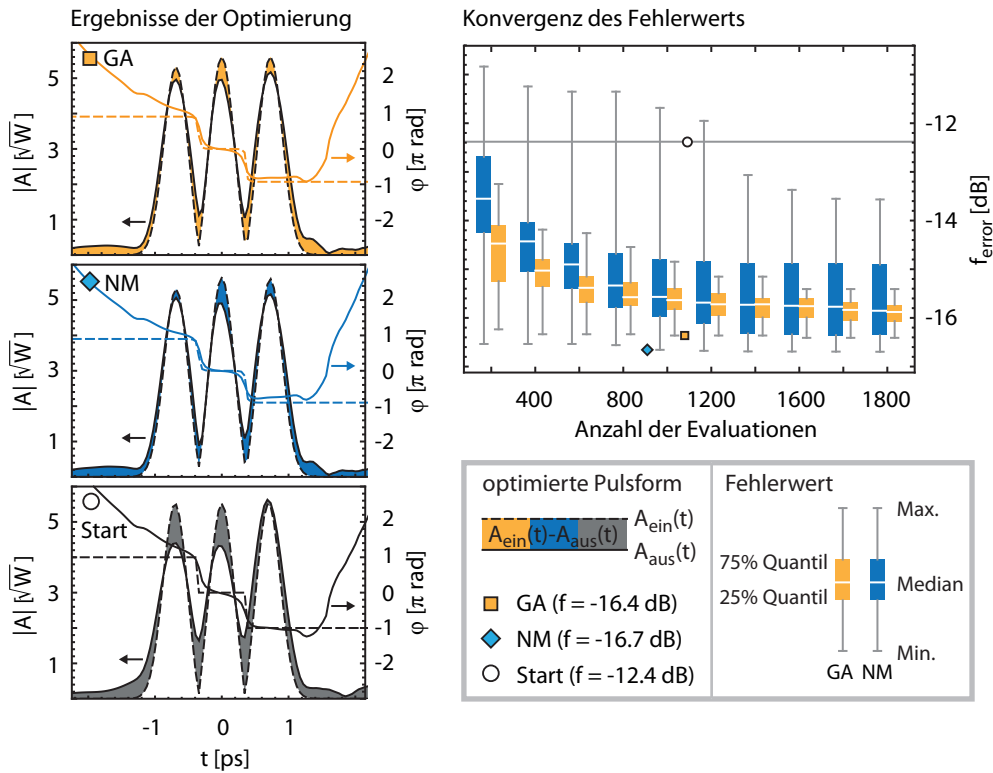 Ergebnisse der Optimierung
Konvergenz des Fehlerwerts
GA
5
3
1
|A| [√W]
2
1
0
-1
-2
φ [π rad]
NM
5
3
1
|A| [√W]
2
1
0
-1
-2
φ [π rad]
Start
5
3
1
|A| [√W]
2
1
0
-1
-2
φ [π rad]
-1 0 1
t [ps]
-12
-14
-16
f_error [dB]
400 800 1200 1600 1800
Anzahl der Evaluationen
optimierte Pulsform
A_ein(t)-A_aus(t)
A_ein(t)
A_aus(t)
GA (f = -16.4 dB)
NM (f = -16.7 dB)
Start (f = -12.4 dB)
Fehlerwert
Max.
75% Quantil
Median
25% Quantil
Min.
GA NM